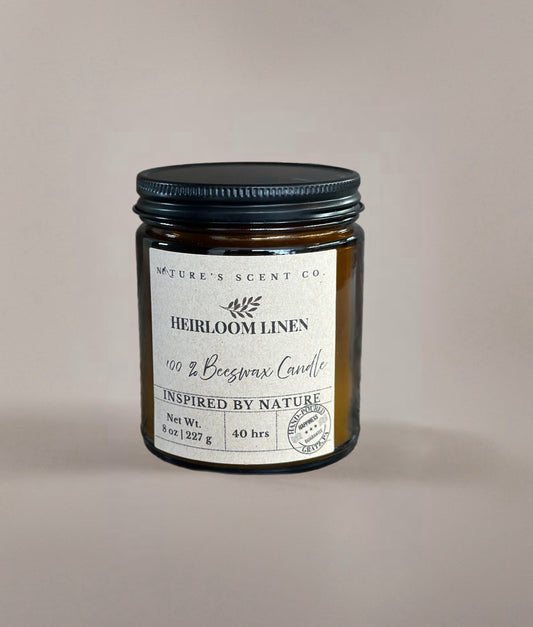 NATURE'S SCENT CO.
HEIRLOOM LINEN
100 % Beeswax Candle
INSPIRED BY NATURE
Net Wt.
8 oz | 227 g
40 hrs
HAND-POURED
HAPPINESS